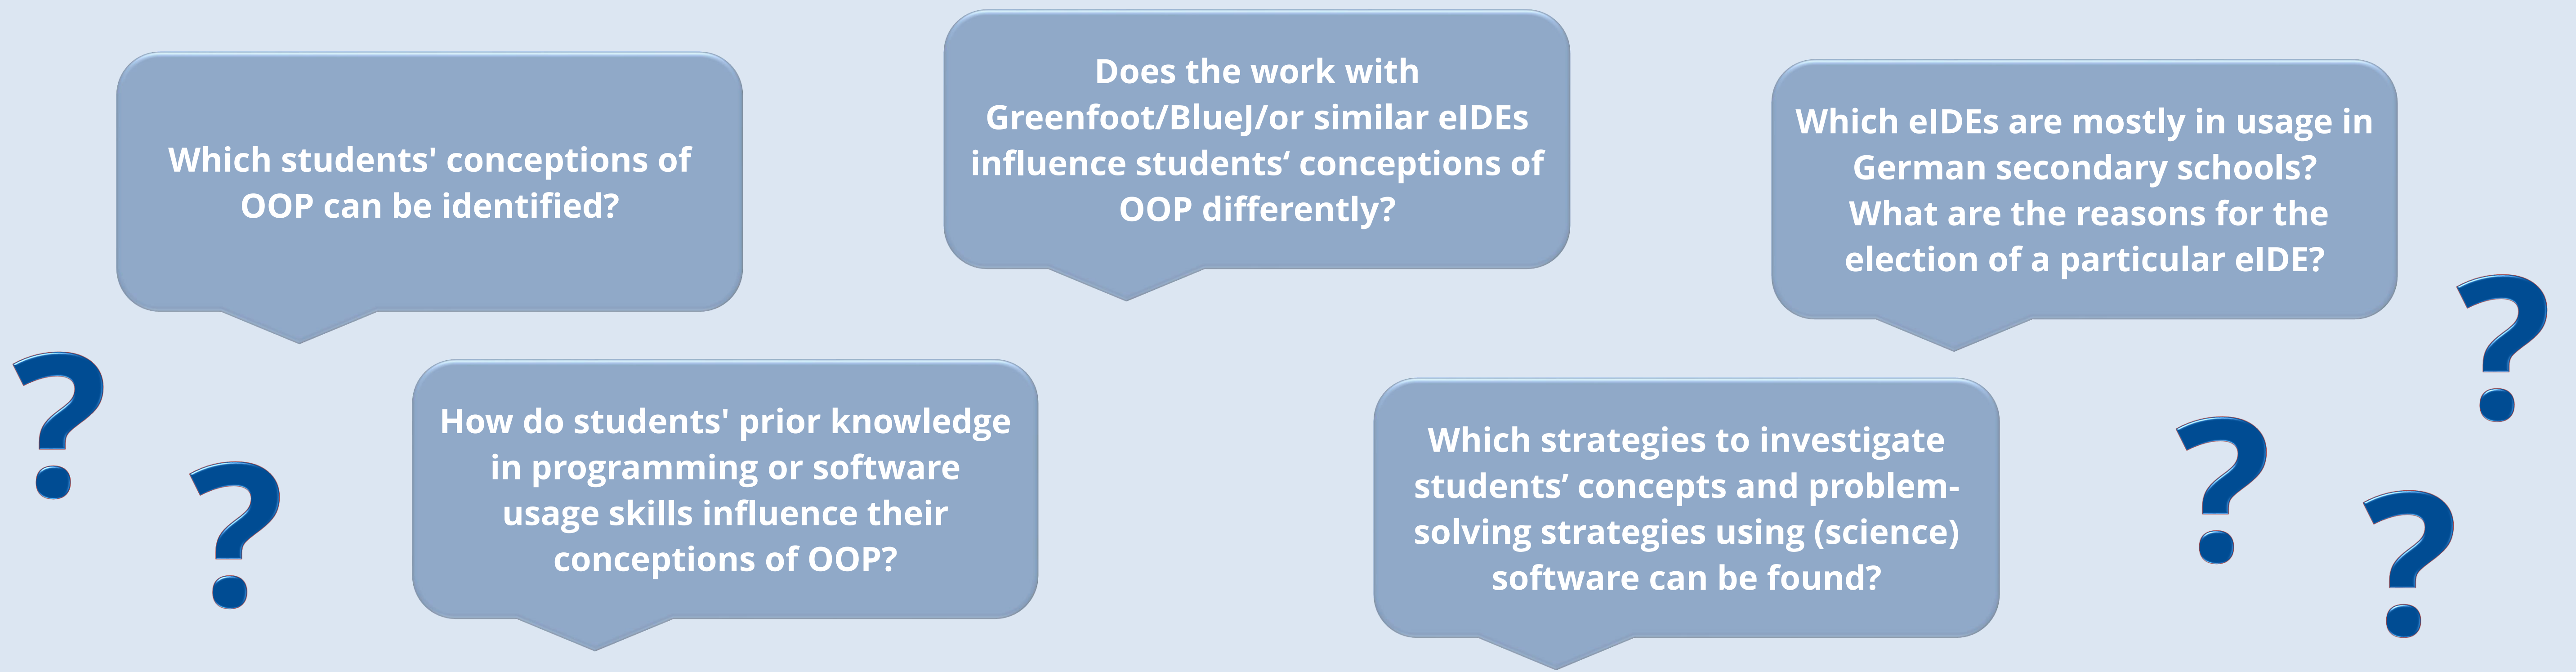 Which students' conceptions of
OOP can be identified?
Does the work with
Greenfoot/BlueJ/or similar eIDEs
influence students‘ conceptions of
OOP differently?
Which eIDEs are mostly in usage in
German secondary schools?
What are the reasons for the
election of a particular eIDE?
?
?
How do students' prior knowledge
in programming or software
usage skills influence their
conceptions of OOP?
Which strategies to investigate
students’ concepts and problem-
solving strategies using (science)
software can be found?
?
?
?